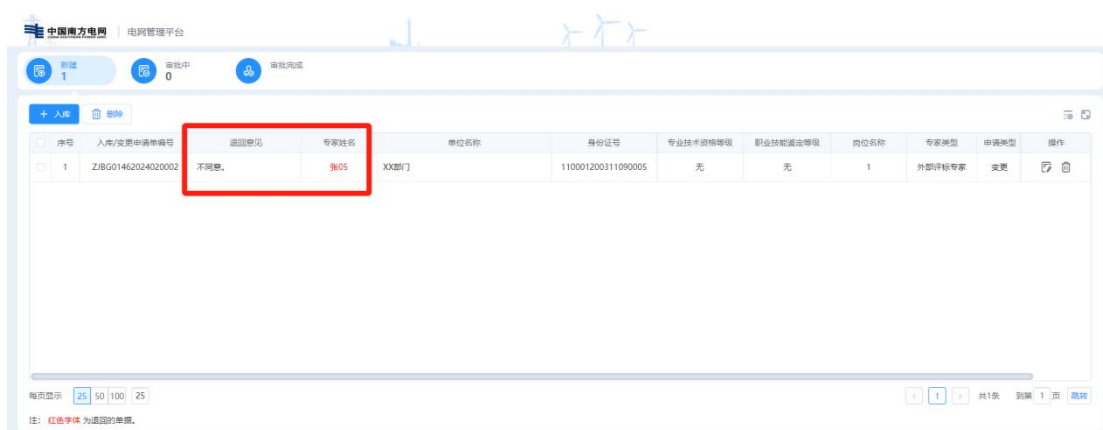 中国南方电网 电网管理平台
CHINA SOUTHERN POWER GRID
新建 审批中 审批完成
1 0
+ 入库 删除
序号 入库/变更申请单编号 退回意见 专家姓名 单位名称 身份证号 专业技术资格等级 职业技能鉴定等级 岗位名称 专家类型 申请类型 操作
1 ZJBG01462024020002 不同意。 张05 XX部门 110001200311090005 无 无 1 外部评标专家 变更
每页显示 25 50 100 25 < 1 > 共1条 到第 1 页 跳转
注: 红色字体 为退回的单据。